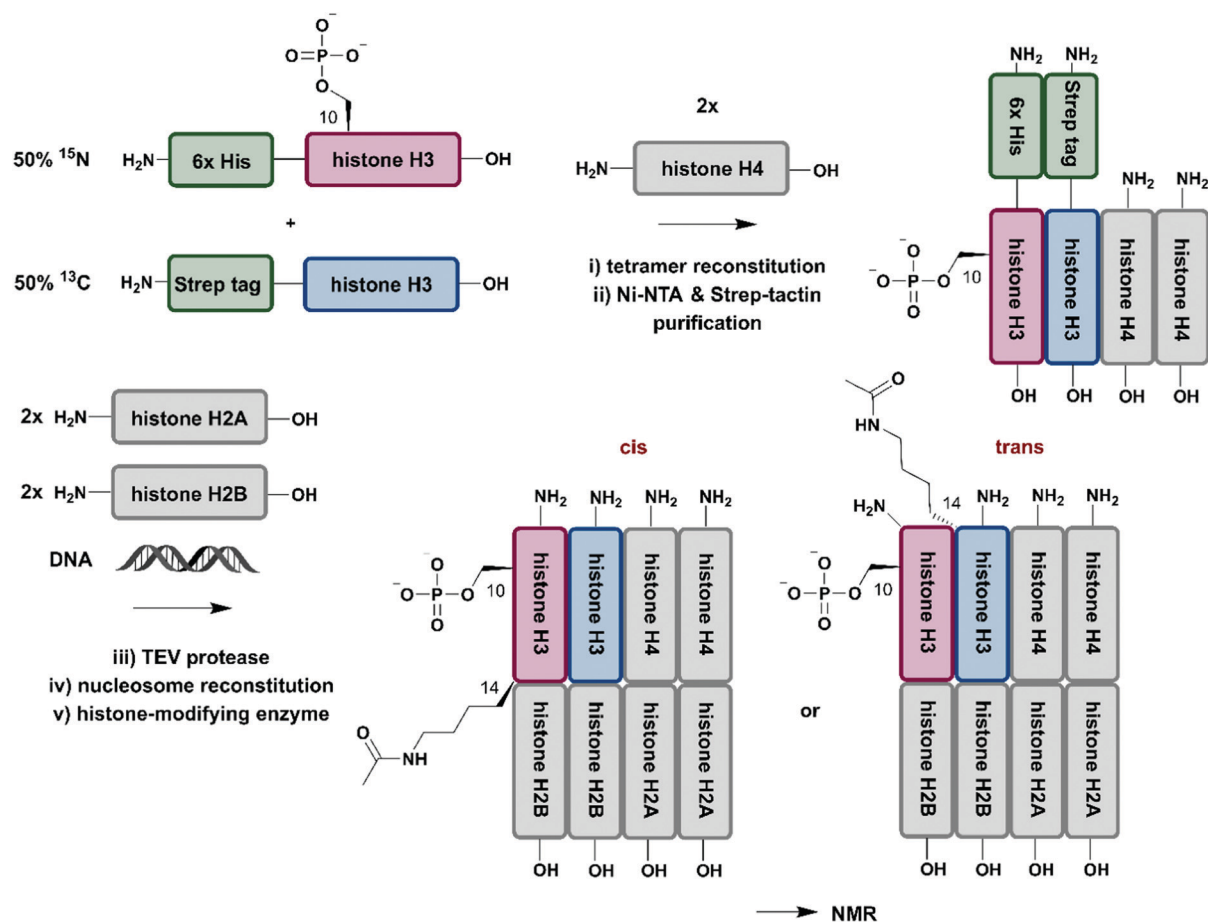 O⁻
O=P-O⁻
O
10
50% ¹⁵N
H₂N
6x His
histone H3
OH
+
50% ¹³C
H₂N
Strep tag
histone H3
OH
2x
H₂N
histone H4
OH
i) tetramer reconstitution
ii) Ni-NTA & Strep-tactin
purification
NH₂
NH₂
6x His
Strep tag
NH₂
NH₂
⁻O-P-O
O⁻
O
10
histone H3
histone H3
histone H4
histone H4
OH
OH
OH
OH
2x H₂N
histone H2A
OH
2x H₂N
histone H2B
OH
DNA
iii) TEV protease
iv) nucleosome reconstitution
v) histone-modifying enzyme
cis
NH₂
NH₂
NH₂
NH₂
⁻O-P-O
O⁻
O
10
histone H3
histone H3
histone H4
histone H4
14
O
NH
histone H2B
histone H2B
histone H2A
histone H2A
OH
OH
OH
OH
or
trans
O
HN
14
H₂N
NH₂
NH₂
NH₂
⁻O-P-O
O⁻
O
10
histone H3
histone H3
histone H4
histone H4
histone H2B
histone H2B
histone H2A
histone H2A
OH
OH
OH
OH
NMR